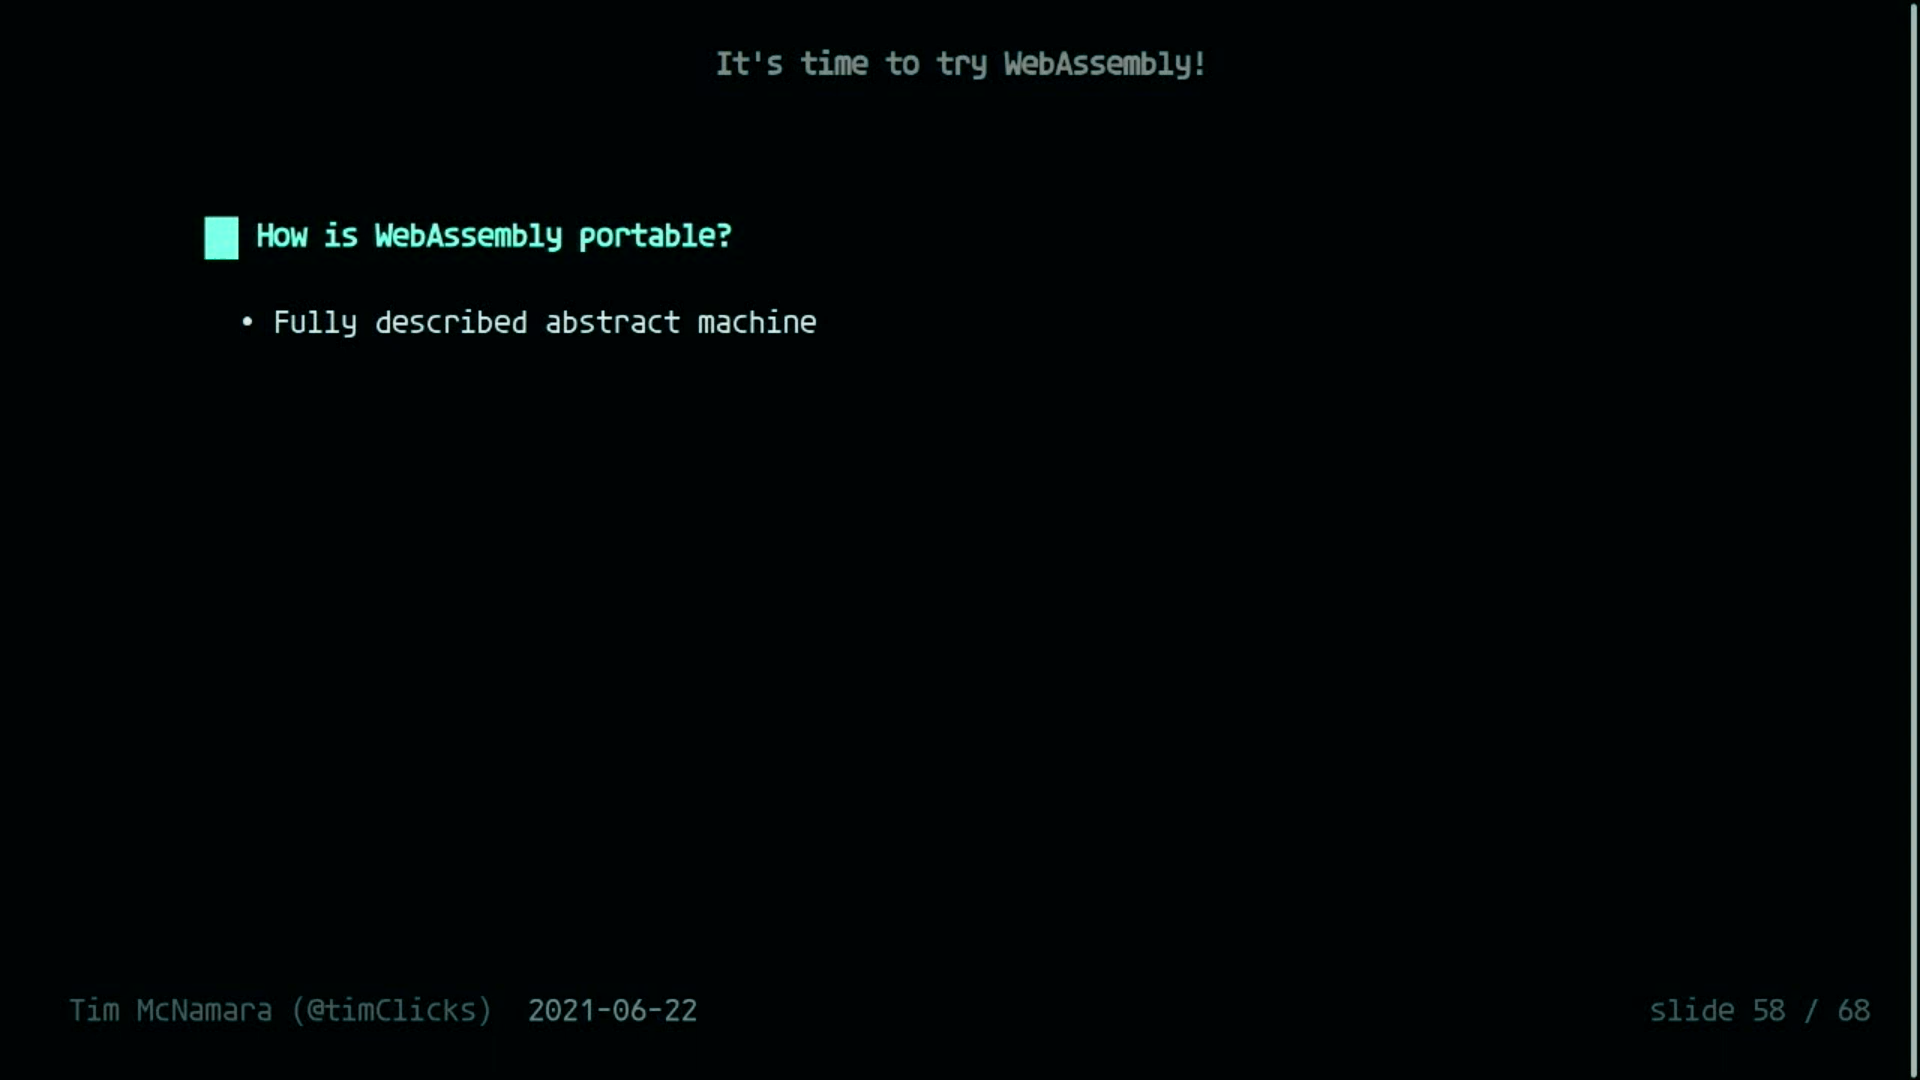 It's time to try WebAssembly!
How is WebAssembly portable?
• Fully described abstract machine
Tim McNamara (@timClicks) 2021-06-22
slide 58 / 68